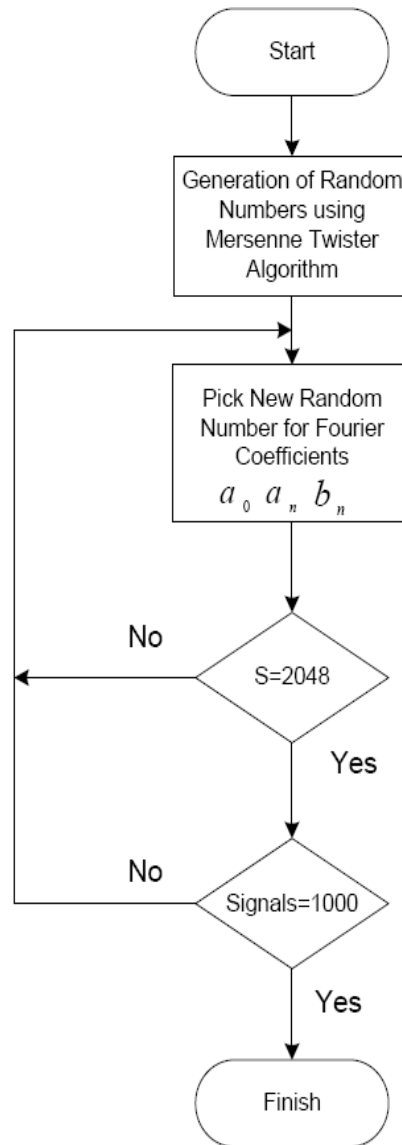 Start
Generation of Random
Numbers using
Mersenne Twister
Algorithm
Pick New Random
Number for Fourier
Coefficients
a₀ aₙ bₙ
No
S=2048
Yes
No
Signals=1000
Yes
Finish